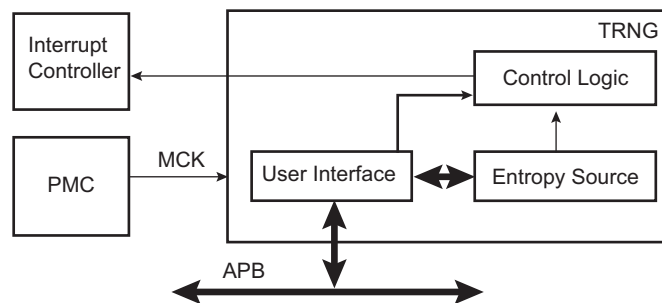 TRNG
Interrupt
Controller
Control Logic
MCK
PMC
User Interface
Entropy Source
APB